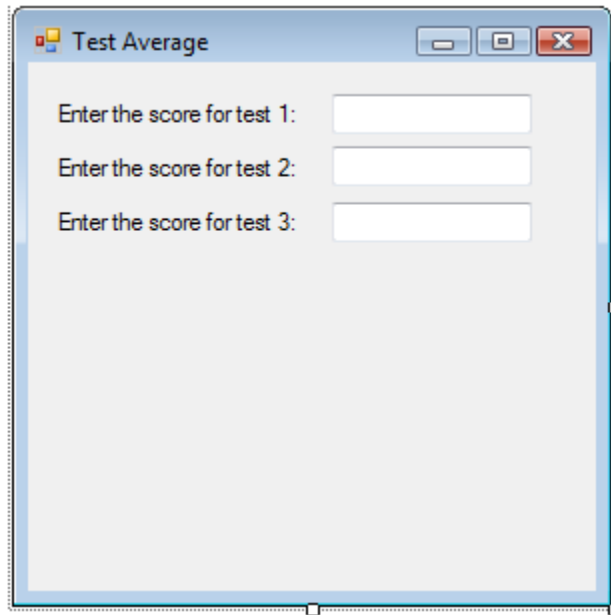 Test Average
Enter the score for test 1:
Enter the score for test 2:
Enter the score for test 3: